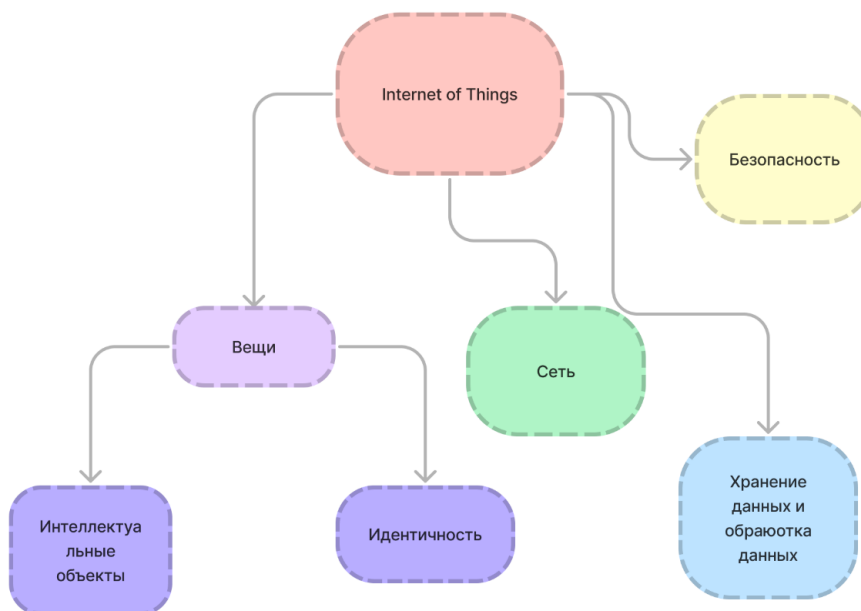 Internet of Things
Безопасность
Вещи
Сеть
Интеллектуа
льные
объекты
Идентичность
Хранение
данных и
обраюотка
данных